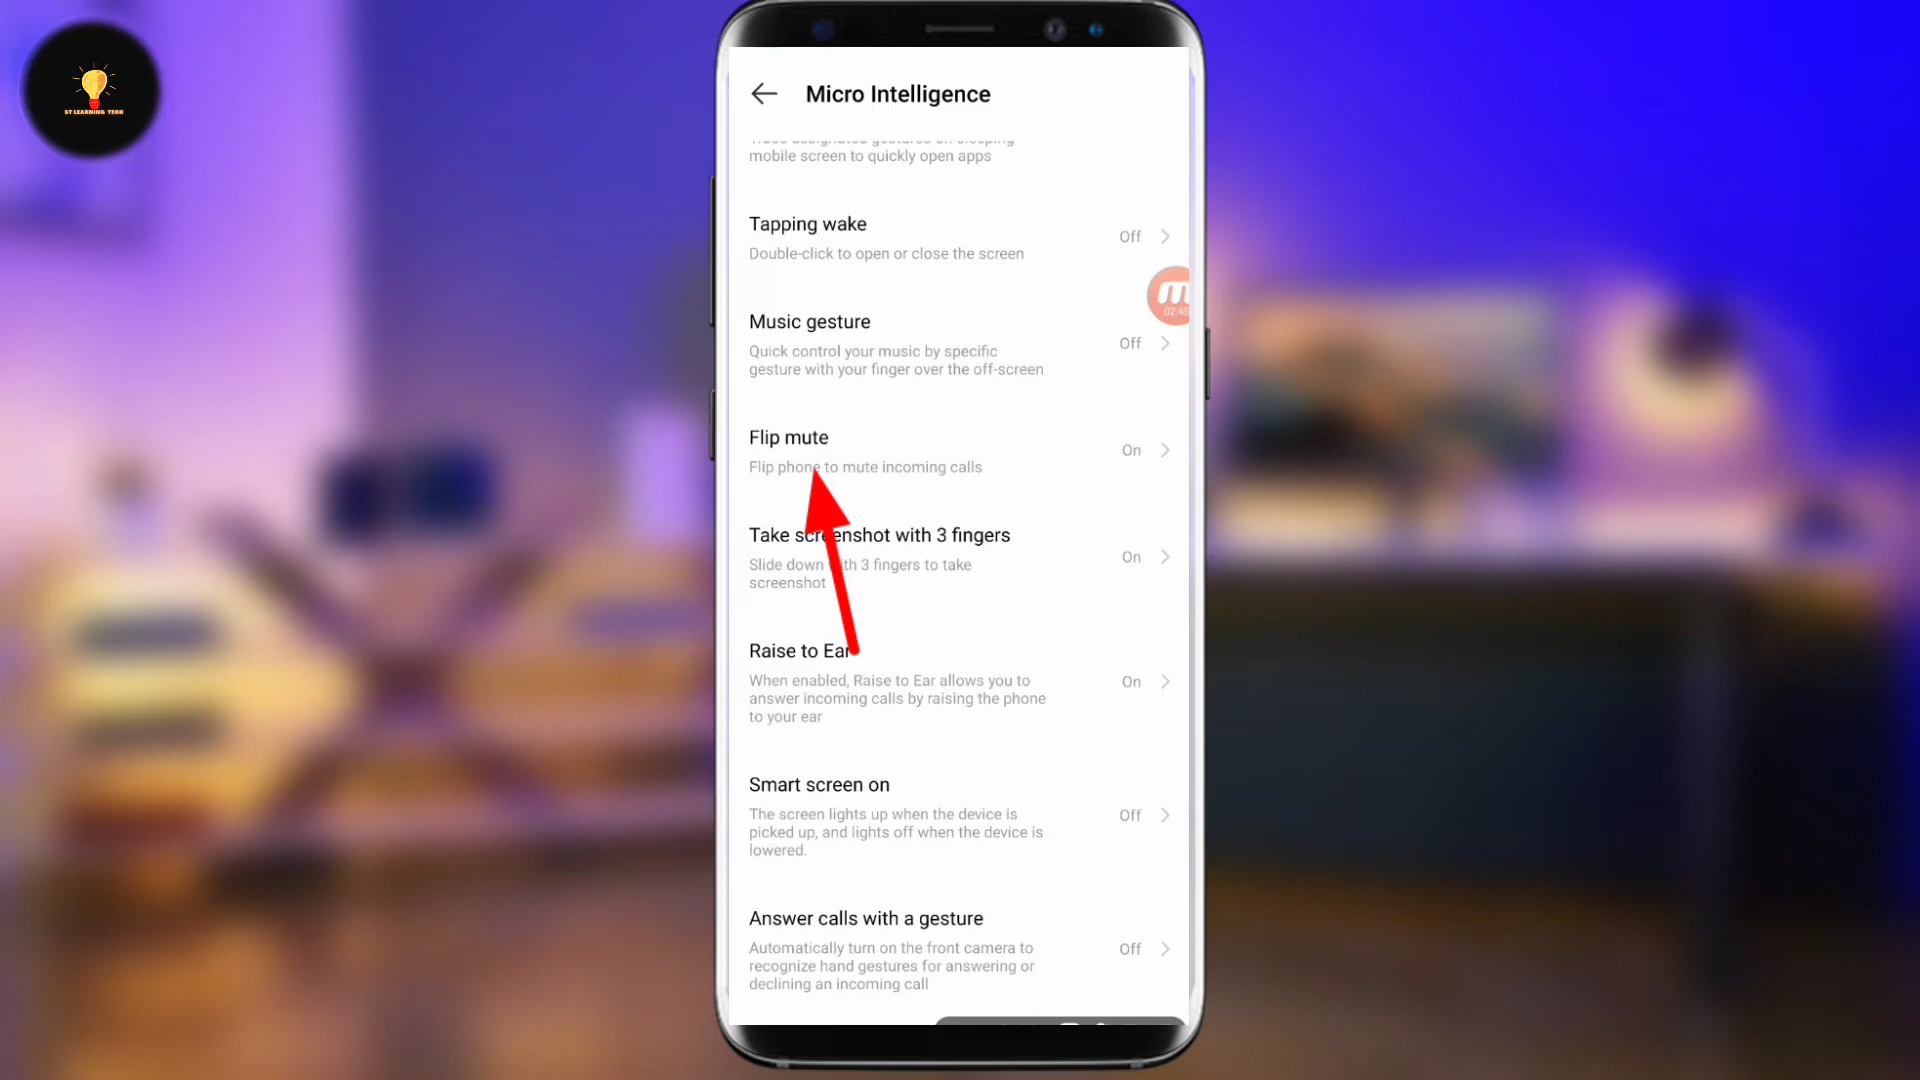 ST LEARNING TECH
Micro Intelligence
mobile screen to quickly open apps
Tapping wake
Double-click to open or close the screen
Off
02:45
Music gesture
Quick control your music by specific
gesture with your finger over the off-screen
Off
Flip mute
Flip phone to mute incoming calls
On
Take screenshot with 3 fingers
Slide down with 3 fingers to take
screenshot
On
Raise to Ear
When enabled, Raise to Ear allows you to
answer incoming calls by raising the phone
to your ear
On
Smart screen on
The screen lights up when the device is
picked up, and lights off when the device is
lowered.
Off
Answer calls with a gesture
Automatically turn on the front camera to
recognize hand gestures for answering or
declining an incoming call
Off